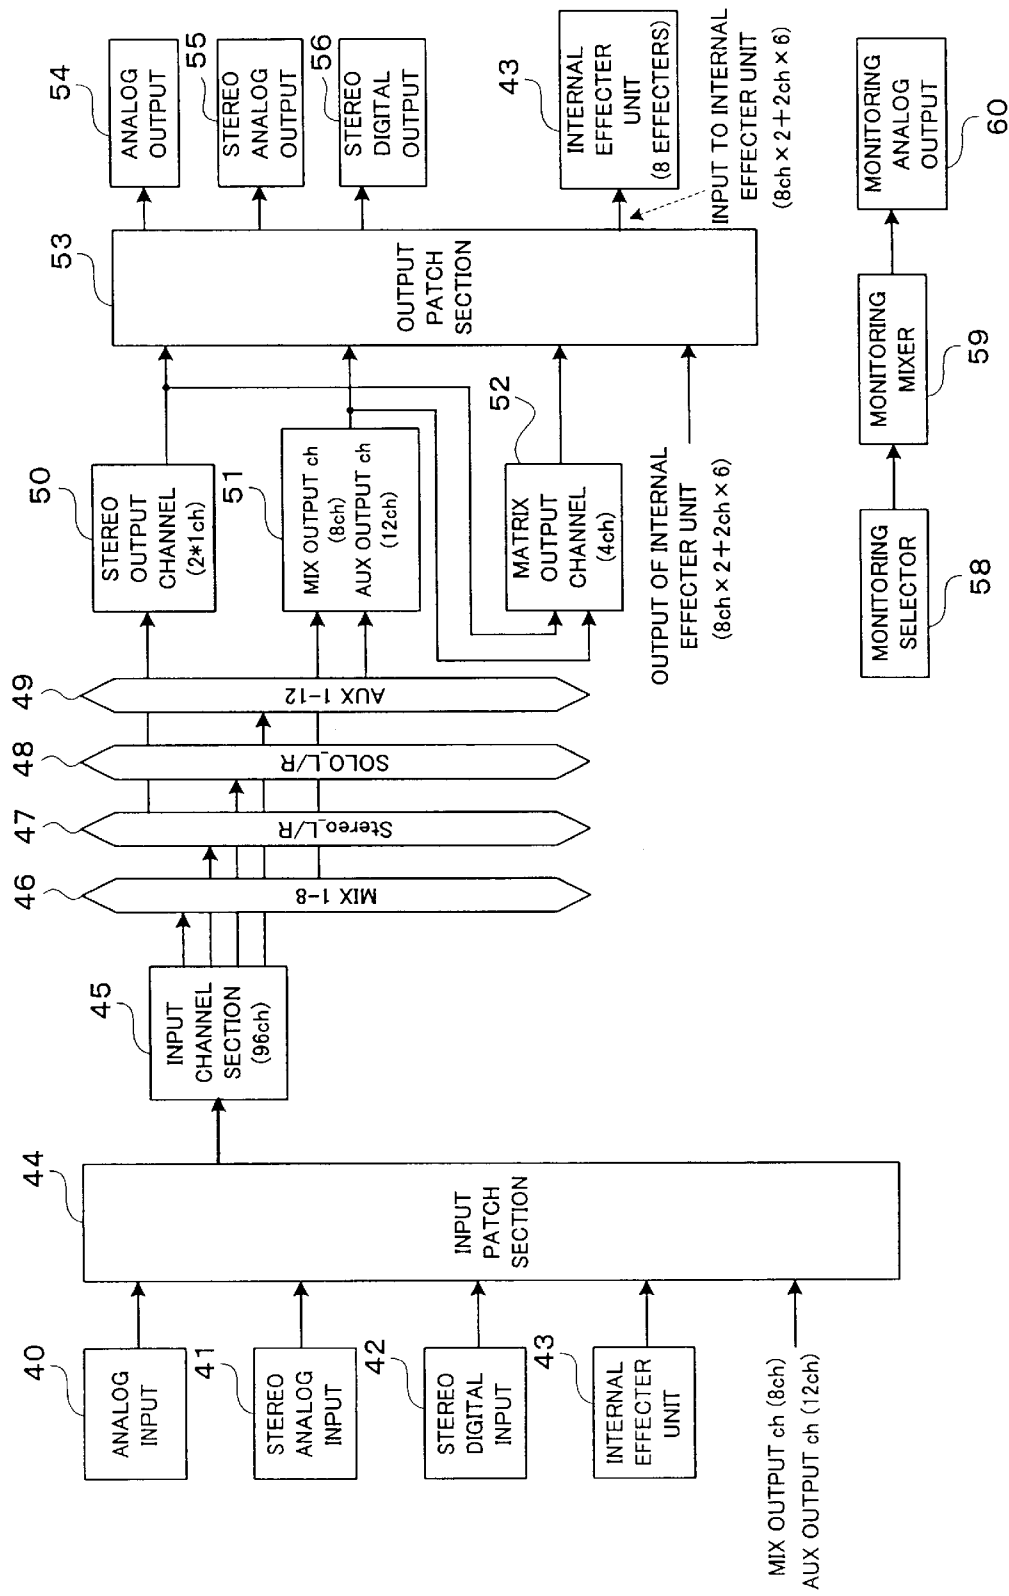 40
ANALOG
INPUT
41
STEREO
ANALOG
INPUT
42
STEREO
DIGITAL
INPUT
43
INTERNAL
EFFECTER
UNIT
MIX OUTPUT ch (8ch)
AUX OUTPUT ch (12ch)
44
INPUT
PATCH
SECTION
45
INPUT
CHANNEL
SECTION
(96ch)
46
MIX 1-8
47
Stereo_L/R
48
SOLO_L/R
49
AUX 1-12
50
STEREO
OUTPUT
CHANNEL
(2*1ch)
51
MIX OUTPUT ch
(8ch)
AUX OUTPUT ch
(12ch)
52
MATRIX
OUTPUT
CHANNEL
(4ch)
OUTPUT OF INTERNAL
EFFECTER UNIT
(8ch×2+2ch×6)
53
OUTPUT
PATCH
SECTION
54
ANALOG
OUTPUT
55
STEREO
ANALOG
OUTPUT
56
STEREO
DIGITAL
OUTPUT
43
INTERNAL
EFFECTER
UNIT
(8 EFFECTERS)
INPUT TO INTERNAL
EFFECTER UNIT
(8ch×2+2ch×6)
MONITORING
SELECTOR
58
MONITORING
MIXER
59
MONITORING
ANALOG
OUTPUT
60